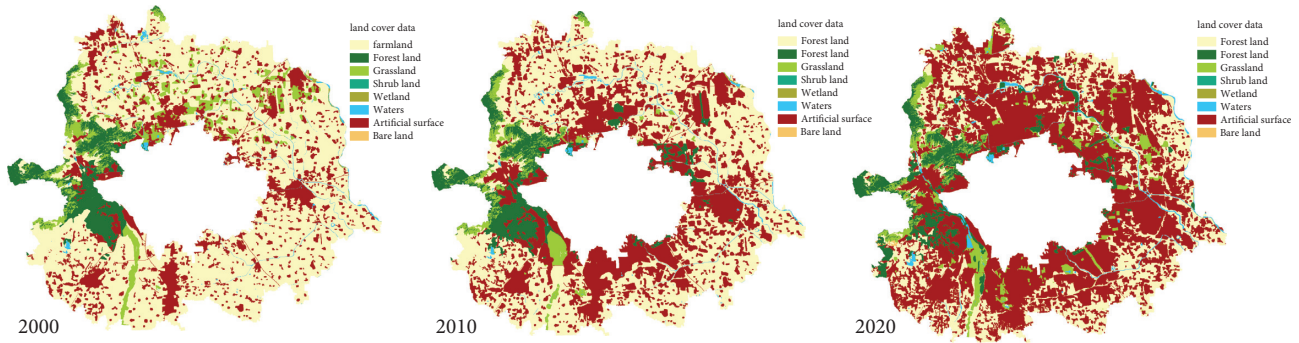 land cover data
farmland
Forest land
Grassland
Shrub land
Wetland
Waters
Artificial surface
Bare land
2000
land cover data
Forest land
Forest land
Grassland
Shrub land
Wetland
Waters
Artificial surface
Bare land
2010
land cover data
Forest land
Forest land
Grassland
Shrub land
Wetland
Waters
Artificial surface
Bare land
2020